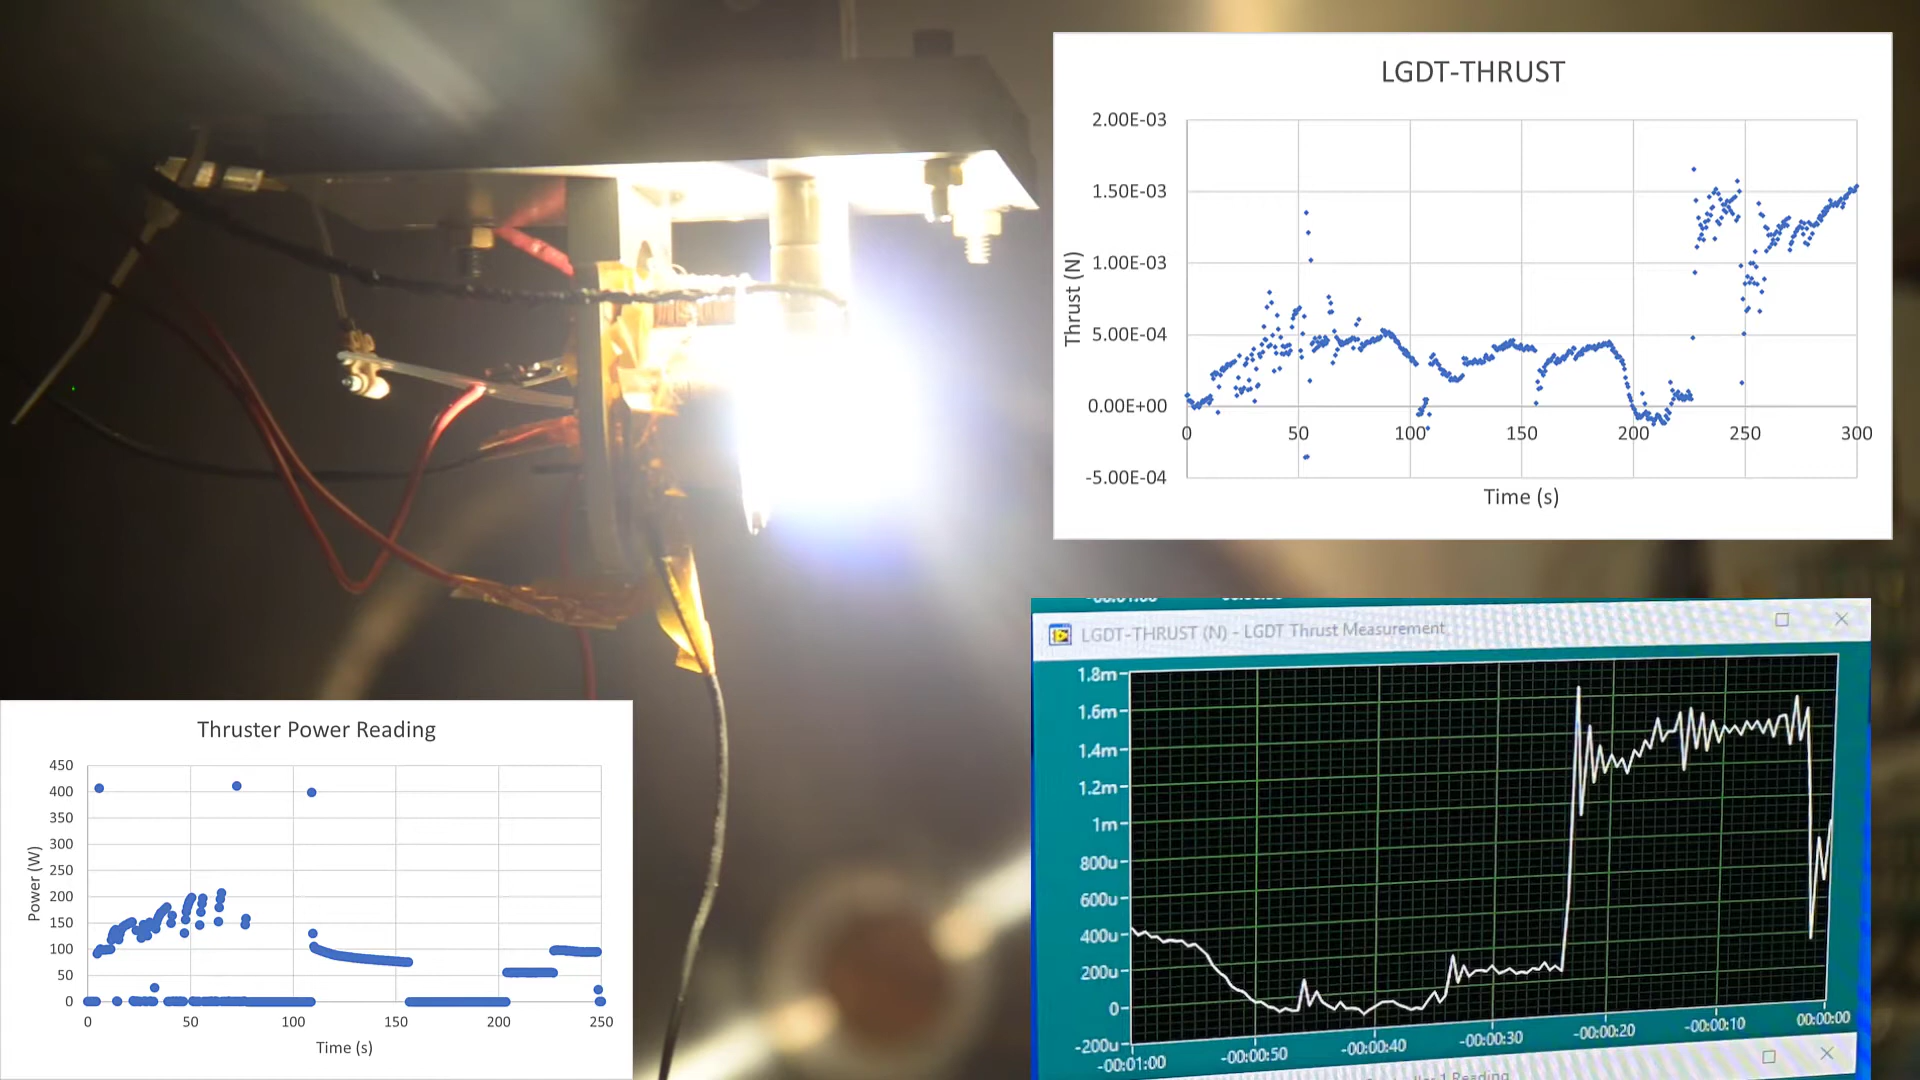 LGDT-THRUST
2.00E-03
1.50E-03
1.00E-03
5.00E-04
0.00E+00
-5.00E-04
Thrust (N)
0 50 100 150 200 250 300
Time (s)
LGDT-THRUST (N) - LGDT Thrust Measurement
1.8m
1.6m
1.4m
1.2m
1m
800u
600u
400u
200u
0
-200u
-00:01:00 -00:00:50 -00:00:40 -00:00:30 -00:00:20 -00:00:10 00:00:00
1 Reading
Thruster Power Reading
450
400
350
300
250
200
150
100
50
0
Power (W)
0 50 100 150 200 250
Time (s)